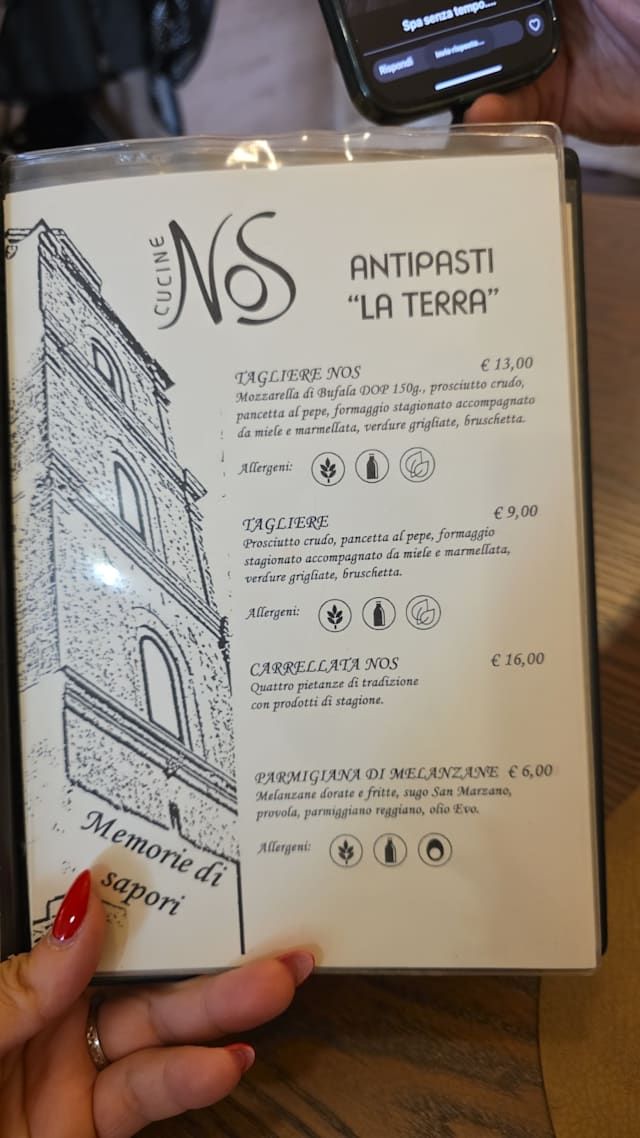 Spa senza tempo....
Rispondi
CUCINE
NOS
ANTIPASTI
“LA TERRA”
TAGLIERE NOS € 13,00
Mozzarella di Bufala DOP 150g., prosciutto crudo,
pancetta al pepe, formaggio stagionato accompagnato
da miele e marmellata, verdure grigliate, bruschetta.
Allergeni:
TAGLIERE € 9,00
Prosciutto crudo, pancetta al pepe, formaggio
stagionato accompagnato da miele e marmellata,
verdure grigliate, bruschetta.
Allergeni:
CARRELLATA NOS € 16,00
Quattro pietanze di tradizione
con prodotti di stagione.
PARMIGIANA DI MELANZANE € 6,00
Melanzane dorate e fritte, sugo San Marzano,
provola, parmiggiano reggiano, olio Evo.
Allergeni:
Memorie di
sapori